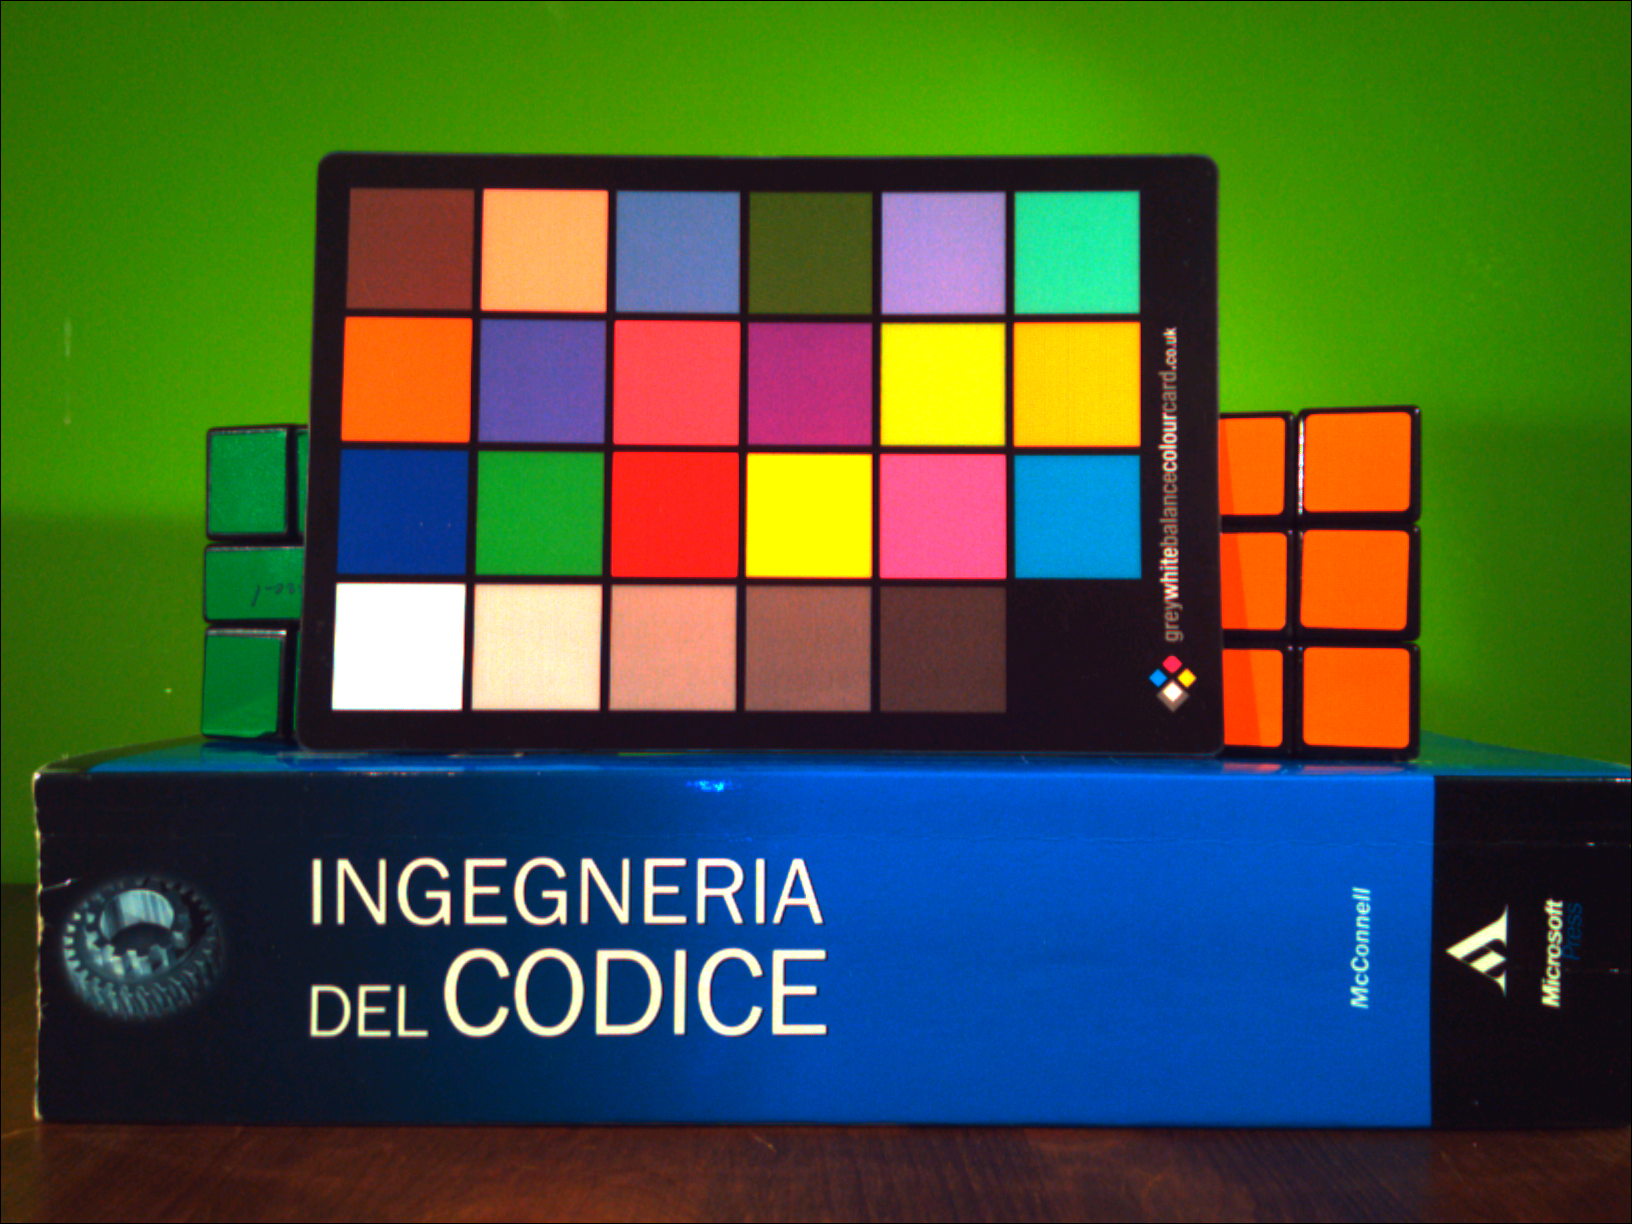 greywhitebalancecolourcard.co.uk
INGEGNERIA
DEL CODICE
McConnell
Microsoft
Press